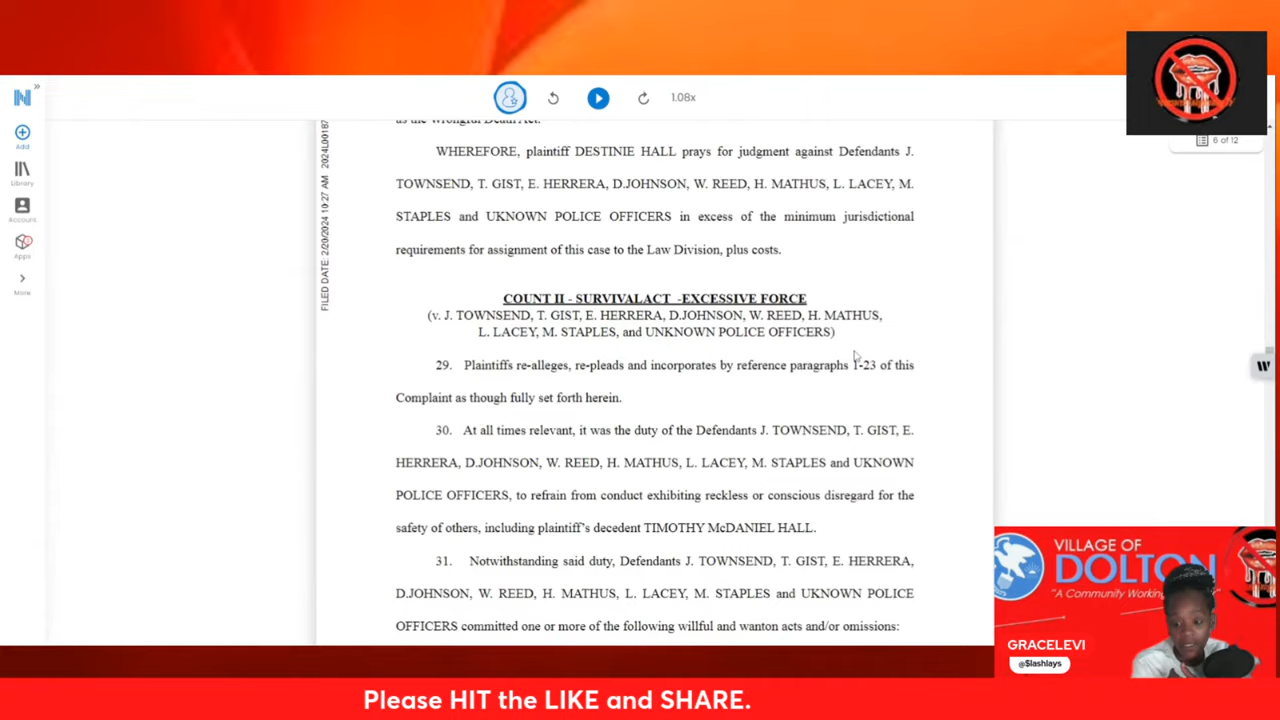 N
»
Add
Library
Account
Apps
More
1.08x
6 of 12
FILED DATE: 2/20/2024 10:27 AM 2024L00187
as the Wrongful Death Act.
WHEREFORE, plaintiff DESTINIE HALL prays for judgment against Defendants J.
TOWNSEND, T. GIST, E. HERRERA, D.JOHNSON, W. REED, H. MATHUS, L. LACEY, M.
STAPLES and UKNOWN POLICE OFFICERS in excess of the minimum jurisdictional
requirements for assignment of this case to the Law Division, plus costs.
COUNT II - SURVIVALACT -EXCESSIVE FORCE
(v. J. TOWNSEND, T. GIST, E. HERRERA, D.JOHNSON, W. REED, H. MATHUS,
L. LACEY, M. STAPLES, and UNKNOWN POLICE OFFICERS)
29. Plaintiffs re-alleges, re-pleads and incorporates by reference paragraphs 1-23 of this
Complaint as though fully set forth herein.
30. At all times relevant, it was the duty of the Defendants J. TOWNSEND, T. GIST, E.
HERRERA, D.JOHNSON, W. REED, H. MATHUS, L. LACEY, M. STAPLES and UKNOWN
POLICE OFFICERS, to refrain from conduct exhibiting reckless or conscious disregard for the
safety of others, including plaintiff's decedent TIMOTHY McDANIEL HALL.
31. Notwithstanding said duty, Defendants J. TOWNSEND, T. GIST, E. HERRERA,
D.JOHNSON, W. REED, H. MATHUS, L. LACEY, M. STAPLES and UKNOWN POLICE
OFFICERS committed one or more of the following willful and wanton acts and/or omissions:
W
VILLAGE OF
DOLTON
"A Community Working
GRACELEVI
@$lashlays
Please HIT the LIKE and SHARE.